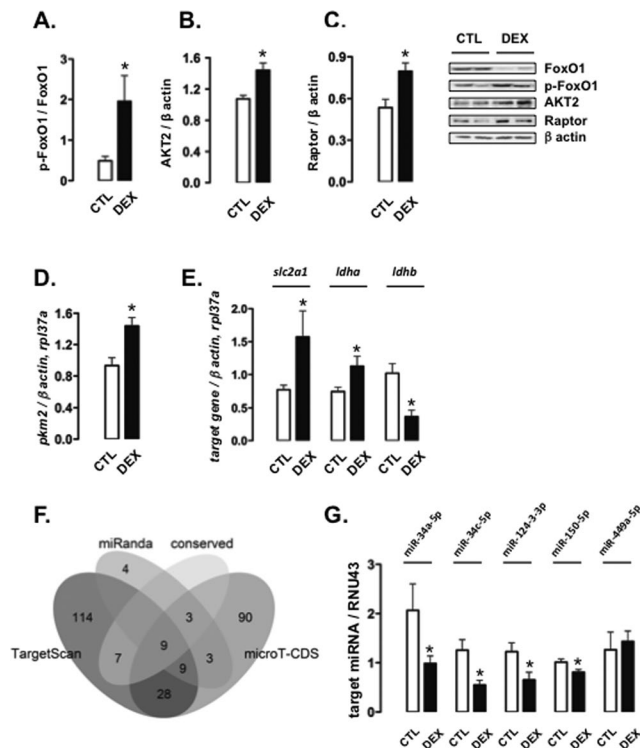 A.
p-FoxO1 / FoxO1
3
2
1
0
*
CTL
DEX
B.
AKT2 / β actin
1.6
1.2
0.8
0.4
0.0
*
CTL
DEX
C.
Raptor / β actin
0.9
0.6
0.3
0.0
*
CTL
DEX
CTL DEX
FoxO1
p-FoxO1
AKT2
Raptor
β actin
D.
pkm2 / β actin, rpl37a
1.6
1.2
0.8
0.4
0.0
*
CTL
DEX
E.
slc2a1 ldha ldhb
target gene / β actin, rpl37a
2.0
1.5
1.0
0.5
0.0
*
*
*
CTL
DEX
CTL
DEX
CTL
DEX
F.
miRanda conserved
4
114 3 90
TargetScan 9 microT-CDS
7 9 3
28
G.
miR-34a-5p
miR-34c-5p
miR-124-3-3p
miR-150-5p
miR-449a-5p
target miRNA / RNU43
3
2
1
0
*
*
*
*
CTL
DEX
CTL
DEX
CTL
DEX
CTL
DEX
CTL
DEX